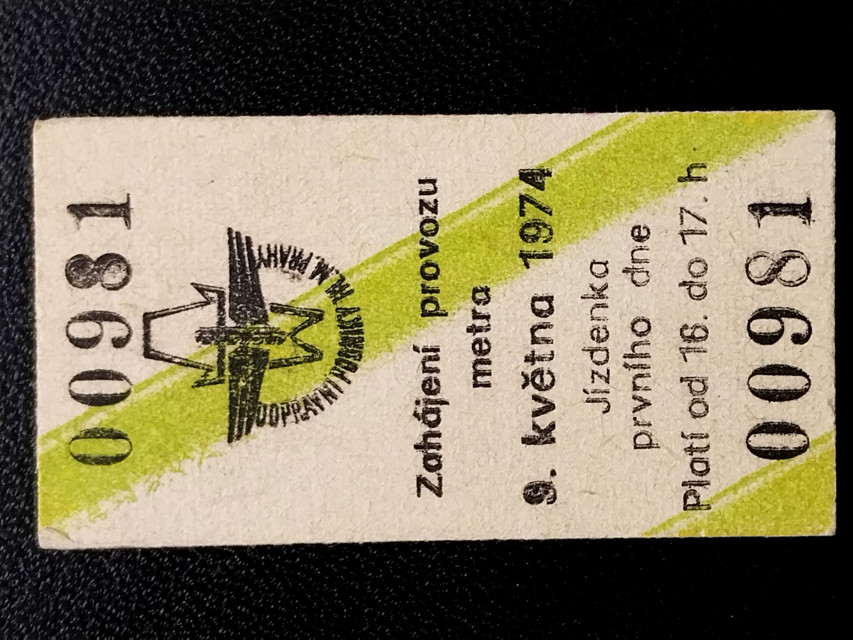 00981
DOPRAVNÍ PODNIKY HL. M. PRAHY
Zahájení provozu
metra
9. května 1974
Jízdenka
prvního dne
Platí od 16. do 17. h.
00981